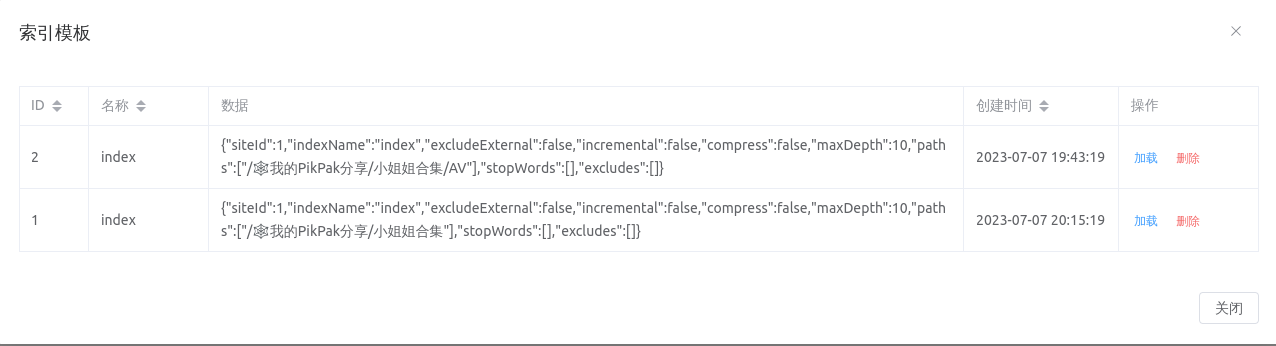 索引模板
ID 名称 数据 创建时间 操作
2 index {"siteId":1,"indexName":"index","excludeExternal":false,"incremental":false,"compress":false,"maxDepth":10,"path
s":["/🕸️我的PikPak分享/小姐姐合集/AV"],"stopWords":[],"excludes":[]} 2023-07-07 19:43:19 加载 删除
1 index {"siteId":1,"indexName":"index","excludeExternal":false,"incremental":false,"compress":false,"maxDepth":10,"path
s":["/🕸️我的PikPak分享/小姐姐合集"],"stopWords":[],"excludes":[]} 2023-07-07 20:15:19 加载 删除
关闭